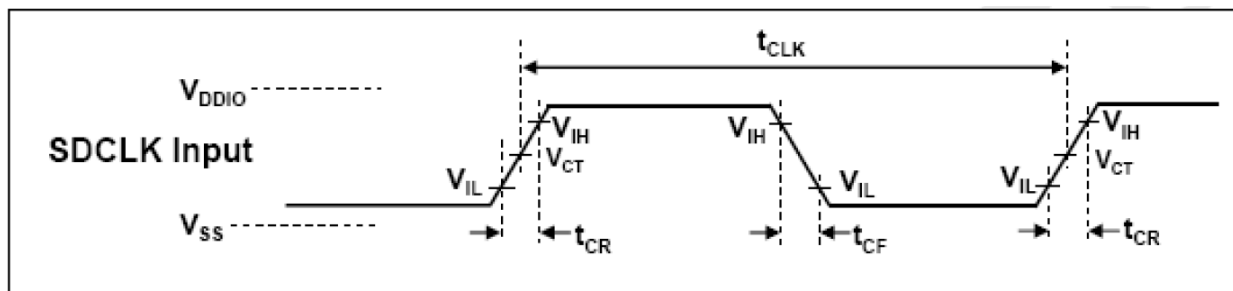 tCLK
VDDIO
SDCLK Input
VIH
VIH
VIH
VCT
VCT
VIL
VIL
VIL
VSS
tCR
tCF
tCR